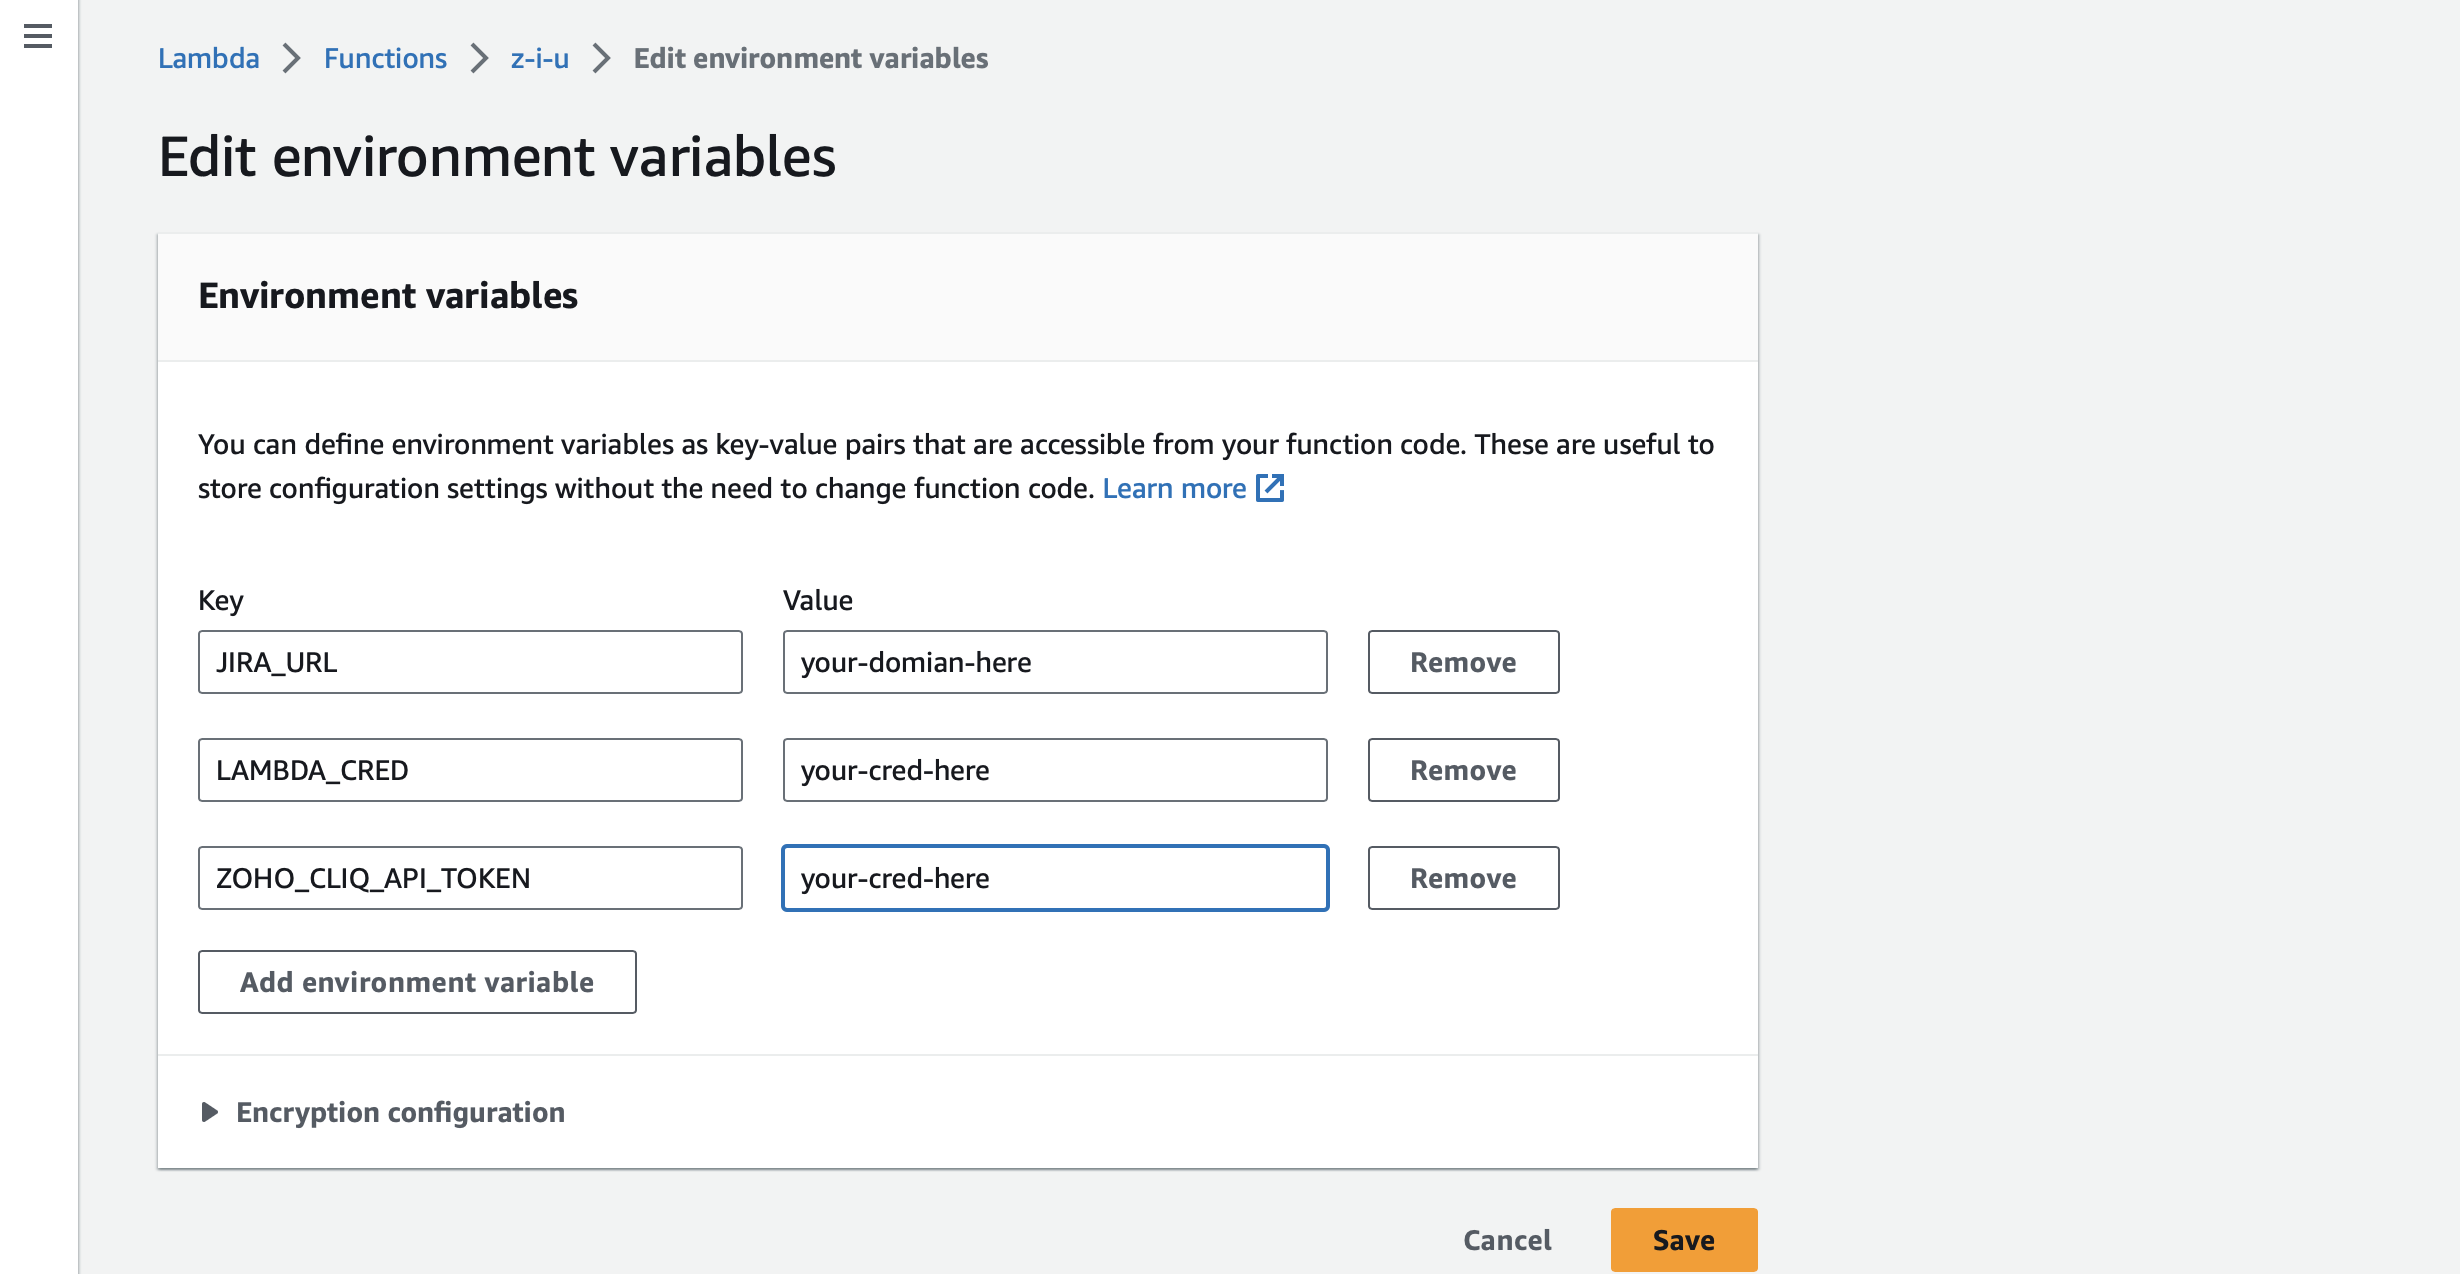 Lambda > Functions > z-i-u > Edit environment variables
Edit environment variables
Environment variables
You can define environment variables as key-value pairs that are accessible from your function code. These are useful to
store configuration settings without the need to change function code. Learn more
Key Value
JIRA_URL your-domian-here Remove
LAMBDA_CRED your-cred-here Remove
ZOHO_CLIQ_API_TOKEN your-cred-here Remove
Add environment variable
Encryption configuration
Cancel Save